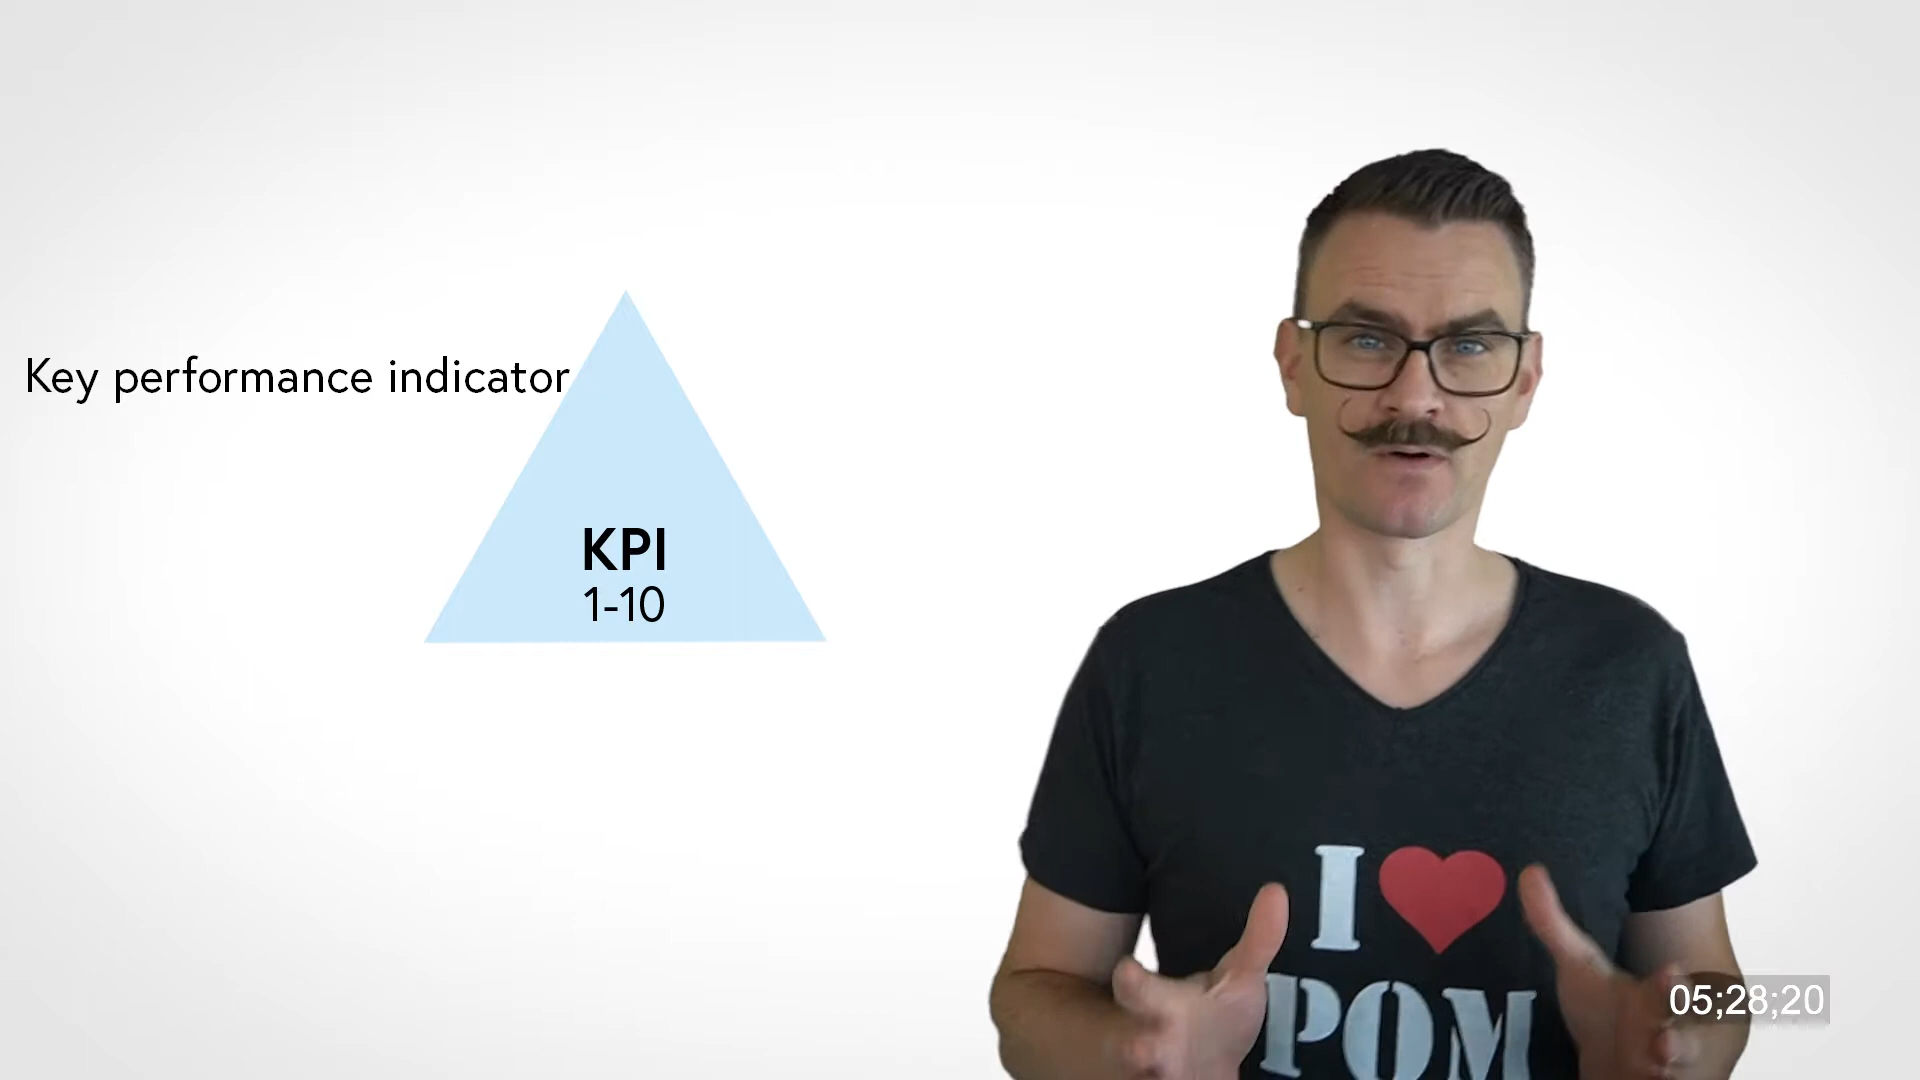 Key performance indicator
KPI
1-10
I ♥
POM
05;28;20